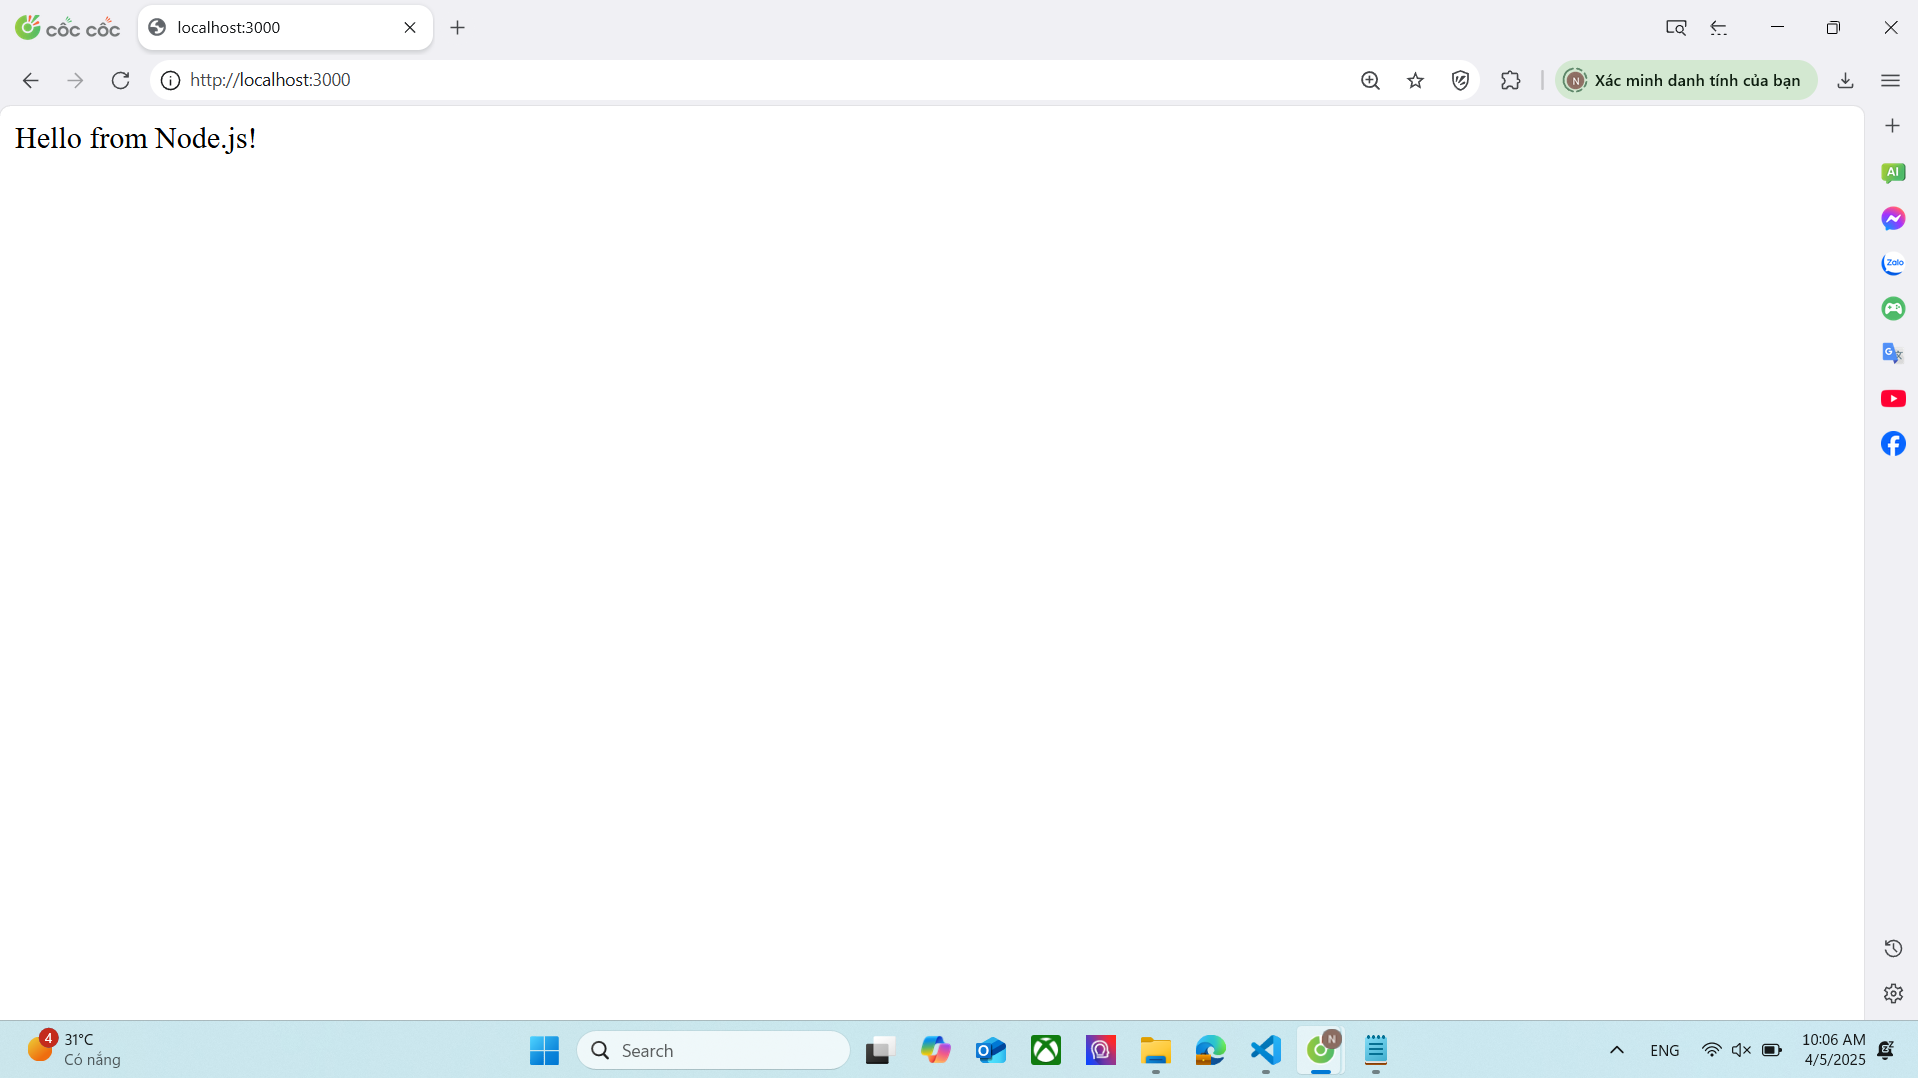 cốc cốc
localhost:3000
http://localhost:3000
N
Xác minh danh tính của bạn
Hello from Node.js!
AI
Zalo
G
4
31°C
Có nắng
Search
O
N
ENG
10:06 AM
4/5/2025